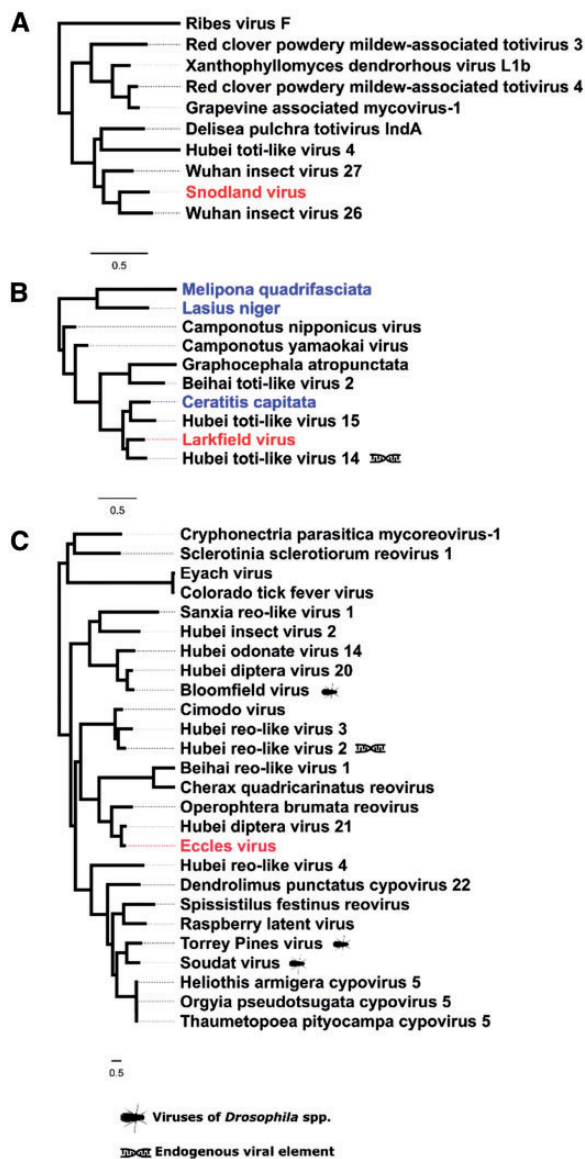 A
Ribes virus F
Red clover powdery mildew-associated totivirus 3
Xanthophyllomyces dendrorhous virus L1b
Red clover powdery mildew-associated totivirus 4
Grapevine associated mycovirus-1
Delisea pulchra totivirus IndA
Hubei toti-like virus 4
Wuhan insect virus 27
Snodland virus
Wuhan insect virus 26
0.5
B
Melipona quadrifasciata
Lasius niger
Camponotus nipponicus virus
Camponotus yamaokai virus
Graphocephala atropunctata
Beihai toti-like virus 2
Ceratitis capitata
Hubei toti-like virus 15
Larkfield virus
Hubei toti-like virus 14
0.5
C
Cryphonectria parasitica mycoreovirus-1
Sclerotinia sclerotiorum reovirus 1
Eyach virus
Colorado tick fever virus
Sanxia reo-like virus 1
Hubei insect virus 2
Hubei odonate virus 14
Hubei diptera virus 20
Bloomfield virus
Cimodo virus
Hubei reo-like virus 3
Hubei reo-like virus 2
Beihai reo-like virus 1
Cherax quadricarinatus reovirus
Operophtera brumata reovirus
Hubei diptera virus 21
Eccles virus
Hubei reo-like virus 4
Dendrolimus punctatus cypovirus 22
Spissistilus festinus reovirus
Raspberry latent virus
Torrey Pines virus
Soudat virus
Heliothis armigera cypovirus 5
Orgyia pseudotsugata cypovirus 5
Thaumetopoea pityocampa cypovirus 5
0.5
Viruses of Drosophila spp.
Endogenous viral element